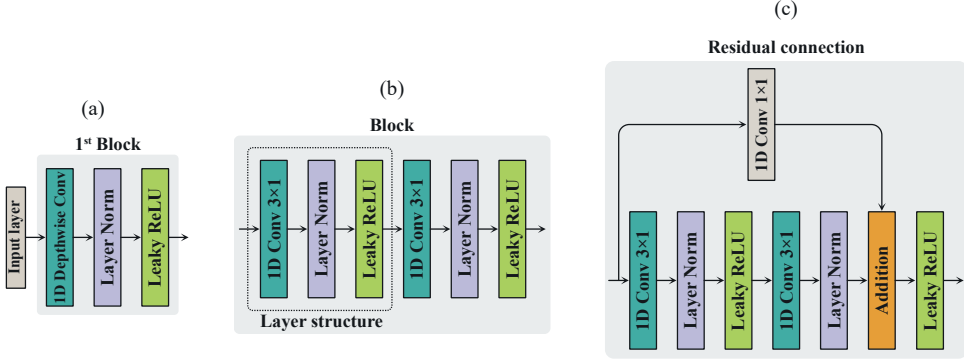 (a)
1st Block
Input layer
1D Depthwise Conv
Layer Norm
Leaky ReLU
(b)
Block
1D Conv 3×1
Layer Norm
Leaky ReLU
1D Conv 3×1
Layer Norm
Leaky ReLU
Layer structure
(c)
Residual connection
1D Conv 1×1
1D Conv 3×1
Layer Norm
Leaky ReLU
1D Conv 3×1
Layer Norm
Addition
Leaky ReLU